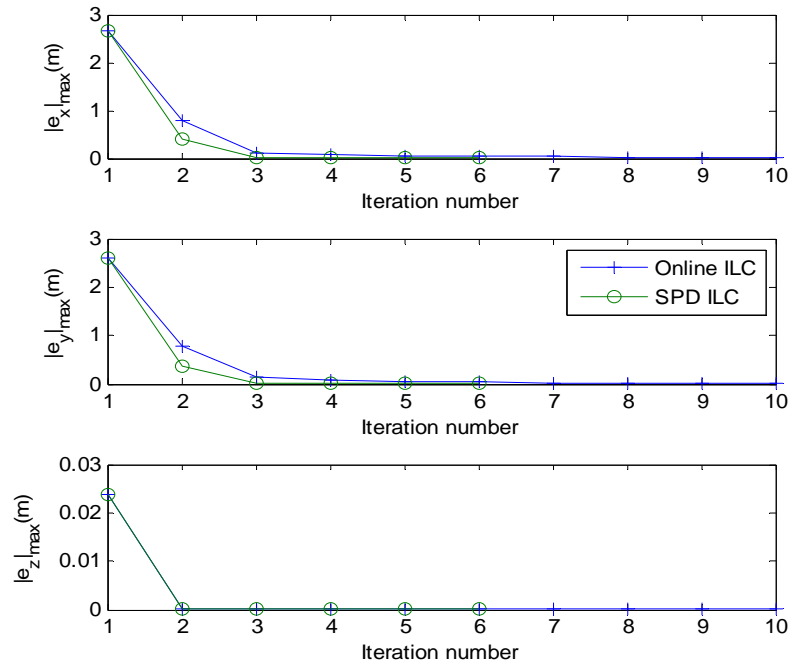 3
2
1
0
|e_x|_max(m)
1 2 3 4 5 6 7 8 9 10
Iteration number
3
2
1
0
|e_y|_max(m)
Online ILC
SPD ILC
1 2 3 4 5 6 7 8 9 10
Iteration number
0.03
0.02
0.01
0
|e_z|_max(m)
1 2 3 4 5 6 7 8 9 10
Iteration number